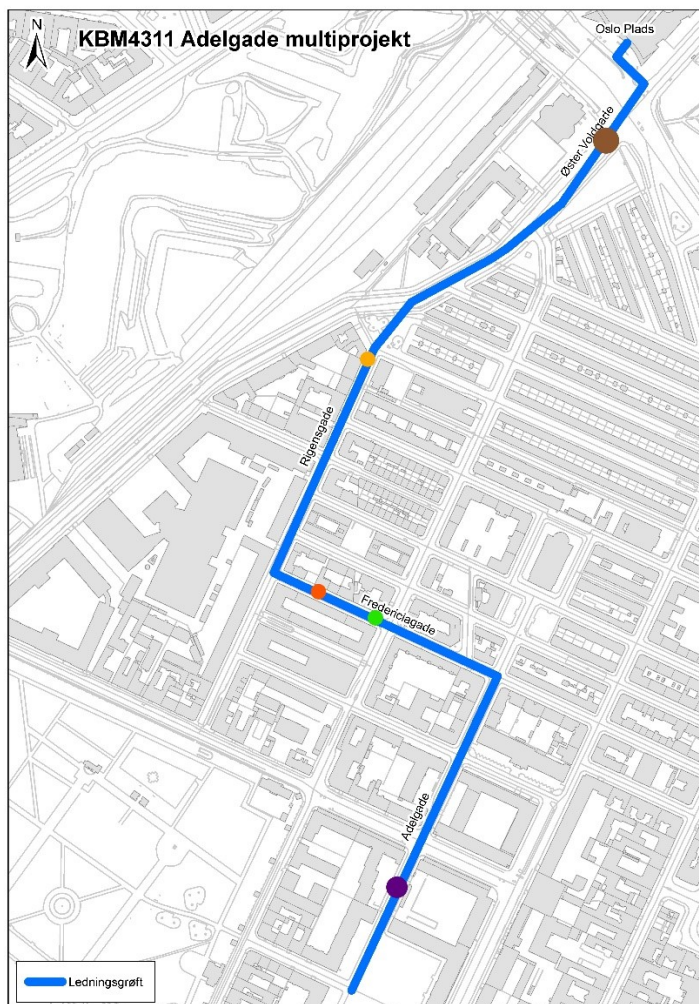 N
KBM4311 Adelgade multiprojekt
Oslo Plads
Øster Voldgade
Rigensgade
Fredericiagade
Adelgade
Ledningsgrøft